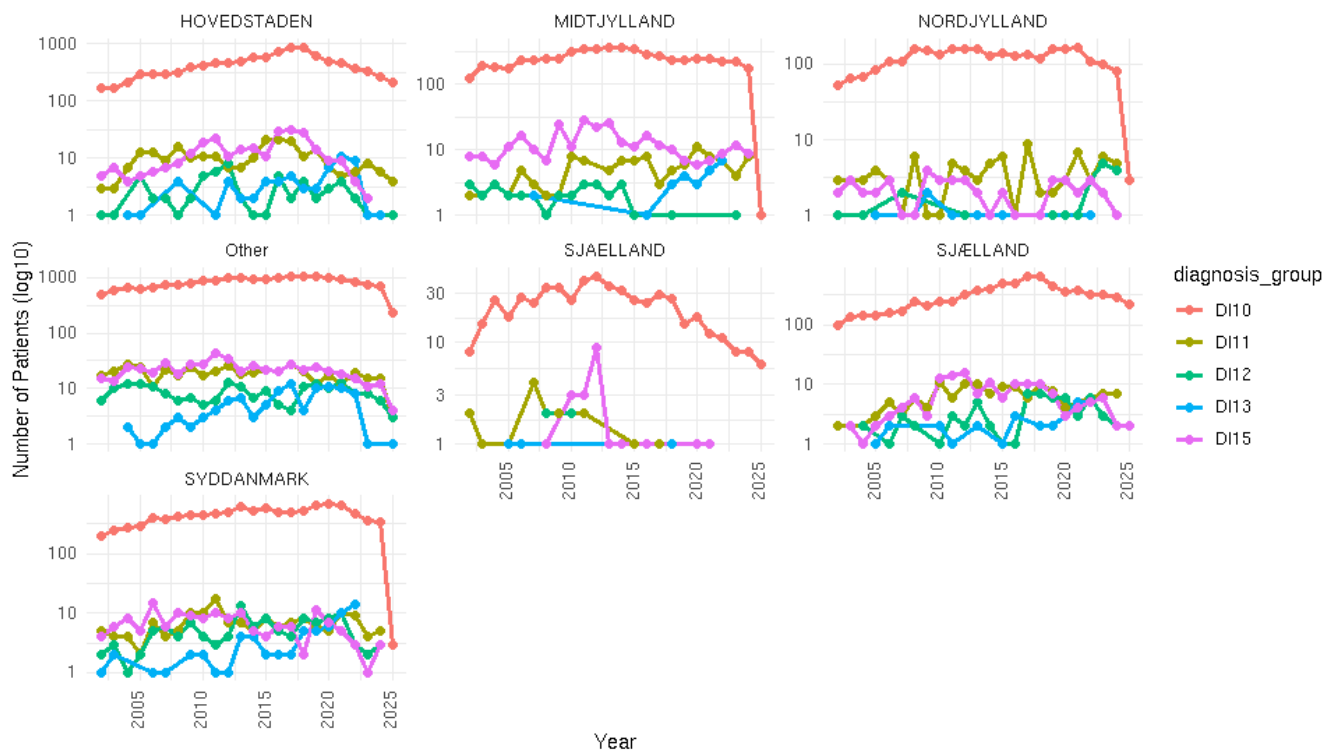 HOVEDSTADEN
MIDTJYLLAND
NORDJYLLAND
1000
100
10
1
100
10
1
100
10
1
Other
SJAELLAND
SJÆLLAND
1000
100
10
1
30
10
3
1
100
10
1
2005
2010
2015
2020
2025
2005
2010
2015
2020
2025
SYDDANMARK
100
10
1
2005
2010
2015
2020
2025
Number of Patients (log10)
Year
diagnosis_group
DI10
DI11
DI12
DI13
DI15